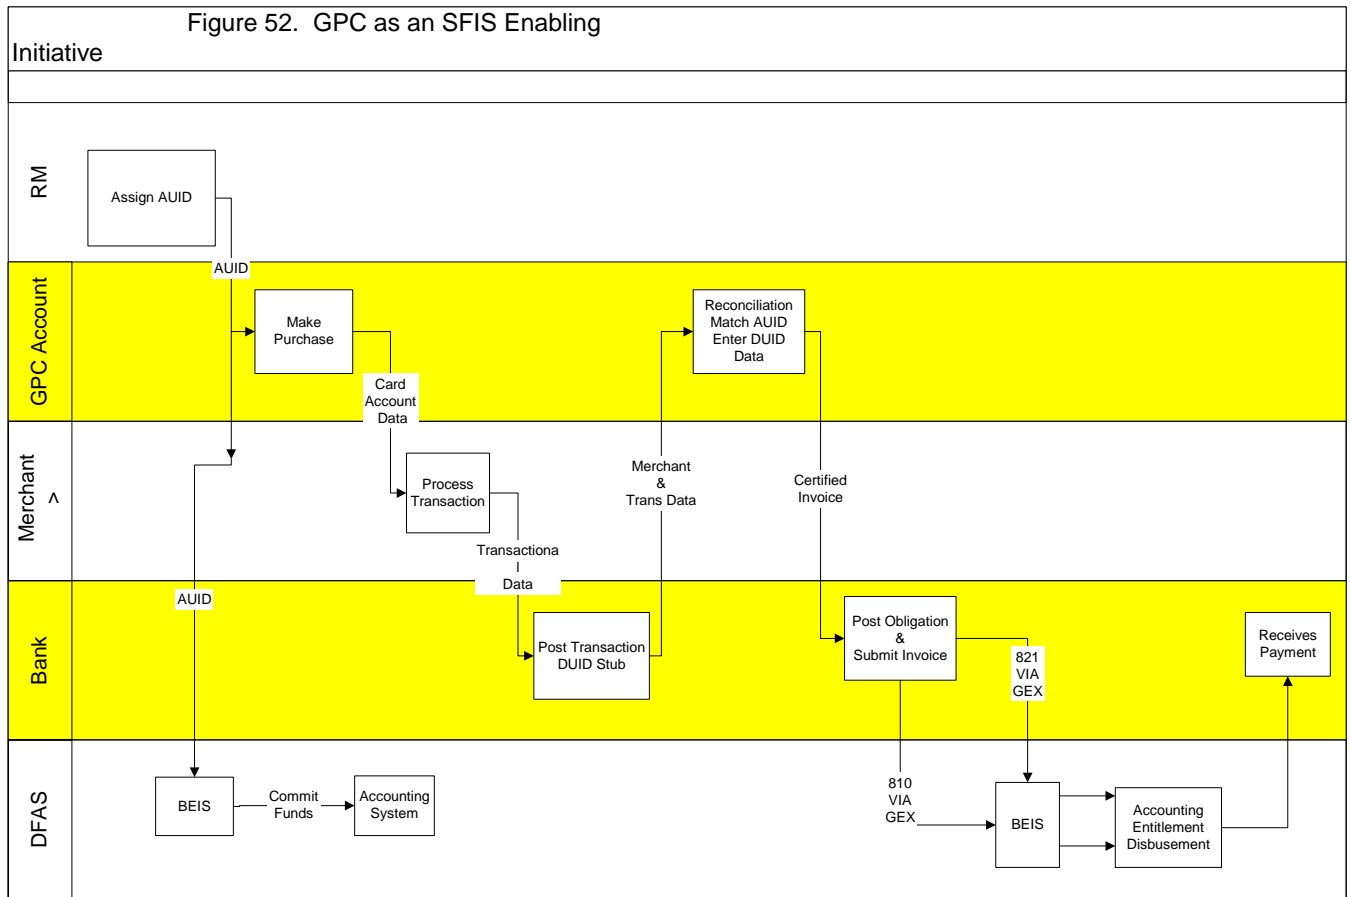 Figure 52.  GPC as an SFIS Enabling
Initiative
RM
Assign AUID
AUID
GPC Account
Make
Purchase
Card
Account
Data
Reconciliation
Match AUID
Enter DUID
Data
Merchant
>
Process
Transaction
Transactiona
l
Data
Merchant
&
Trans Data
Certified
Invoice
Bank
AUID
Post Transaction
DUID Stub
Post Obligation
&
Submit Invoice
821
VIA
GEX
Receives
Payment
DFAS
BEIS
Commit
Funds
Accounting
System
810
VIA
GEX
BEIS
Accounting
Entitlement
Disbusement